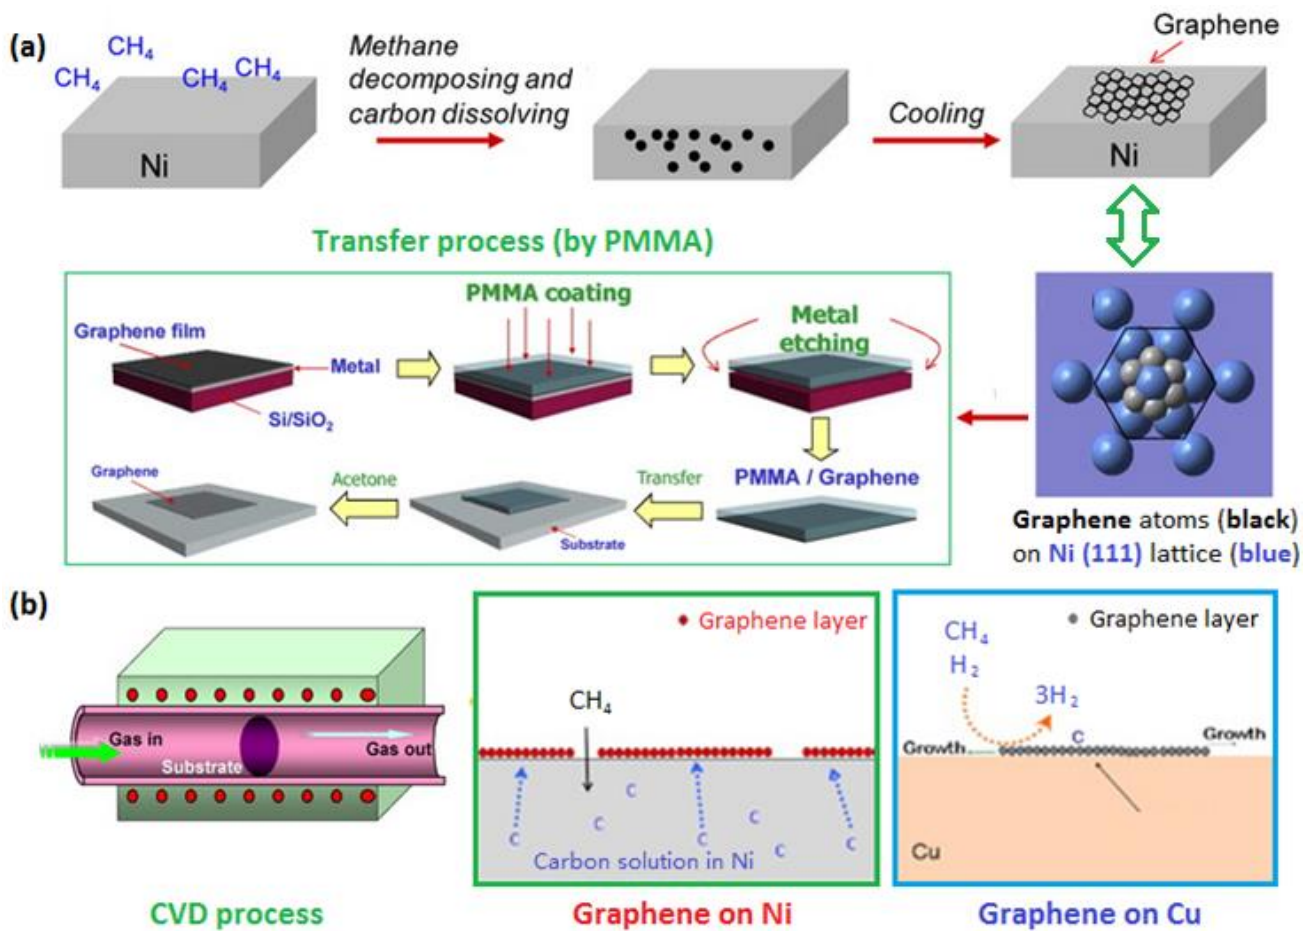 (a)
CH4
CH4
CH4
CH4
Ni
Methane
decomposing and
carbon dissolving
Cooling
Graphene
Ni
Transfer process (by PMMA)
Graphene film
Metal
Si/SiO2
PMMA coating
Metal
etching
PMMA / Graphene
Transfer
Substrate
Acetone
Graphene
Graphene atoms (black)
on Ni (111) lattice (blue)
(b)
Gas in
Substrate
Gas out
CVD process
Graphene layer
CH4
C
C
C
C
C
C
C
Carbon solution in Ni
Graphene on Ni
Graphene layer
CH4
H2
3H2
C
Growth
Growth
Cu
Graphene on Cu